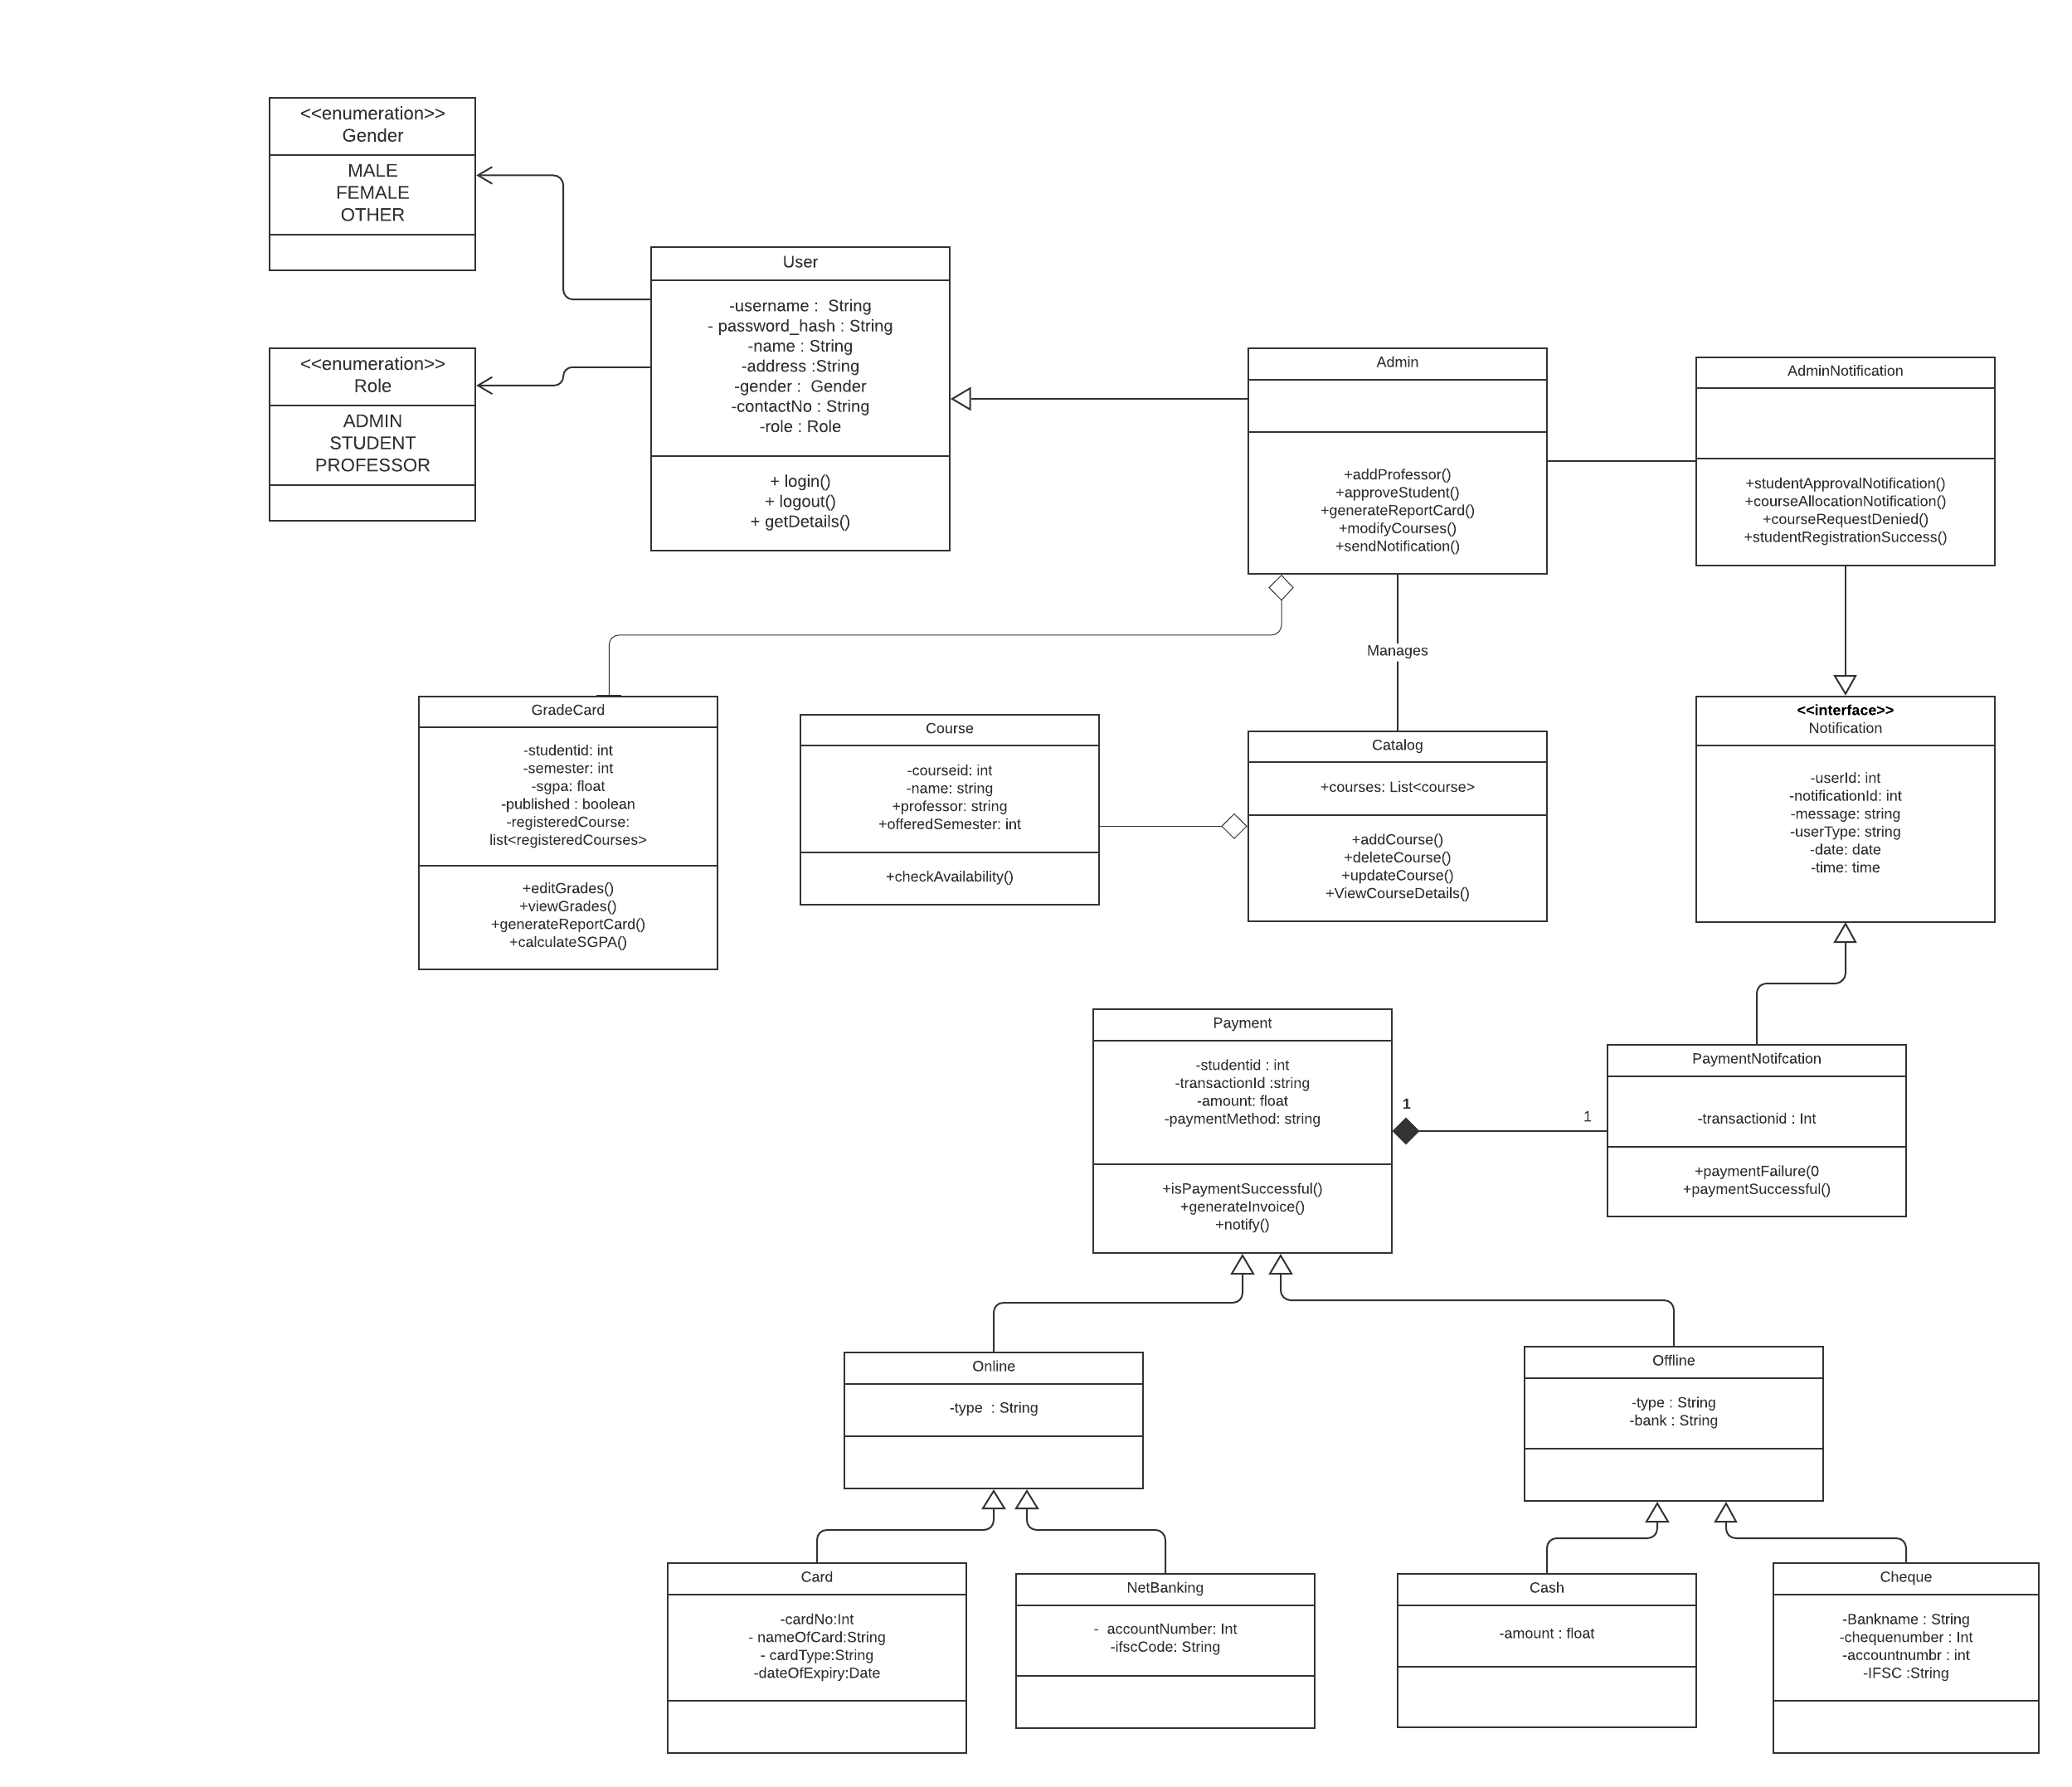 <<enumeration>>
Gender
MALE
FEMALE
OTHER
User
-username :  String
- password_hash : String
-name : String
-address :String
-gender :  Gender
-contactNo : String
-role : Role
+ login()
+ logout()
+ getDetails()
<<enumeration>>
Role
ADMIN
STUDENT
PROFESSOR
Admin
+addProfessor()
+approveStudent()
+generateReportCard()
+modifyCourses()
+sendNotification()
AdminNotification
+studentApprovalNotification()
+courseAllocationNotification()
+courseRequestDenied()
+studentRegistrationSuccess()
Manages
GradeCard
-studentid: int
-semester: int
-sgpa: float
-published : boolean
-registeredCourse:
list<registeredCourses>
+editGrades()
+viewGrades()
+generateReportCard()
+calculateSGPA()
Course
-courseid: int
-name: string
+professor: string
+offeredSemester: int
+checkAvailability()
Catalog
+courses: List<course>
+addCourse()
+deleteCourse()
+updateCourse()
+ViewCourseDetails()
<<interface>>
Notification
-userId: int
-notificationId: int
-message: string
-userType: string
-date: date
-time: time
Payment
-studentid : int
-transactionId :string
-amount: float
-paymentMethod: string
+isPaymentSuccessful()
+generateInvoice()
+notify()
1
1
PaymentNotifcation
-transactionid : Int
+paymentFailure(0
+paymentSuccessful()
Online
-type  : String
Offline
-type : String
-bank : String
Card
-cardNo:Int
- nameOfCard:String
- cardType:String
-dateOfExpiry:Date
NetBanking
-  accountNumber: Int
-ifscCode: String
Cash
-amount : float
Cheque
-Bankname : String
-chequenumber : Int
-accountnumbr : int
-IFSC :String